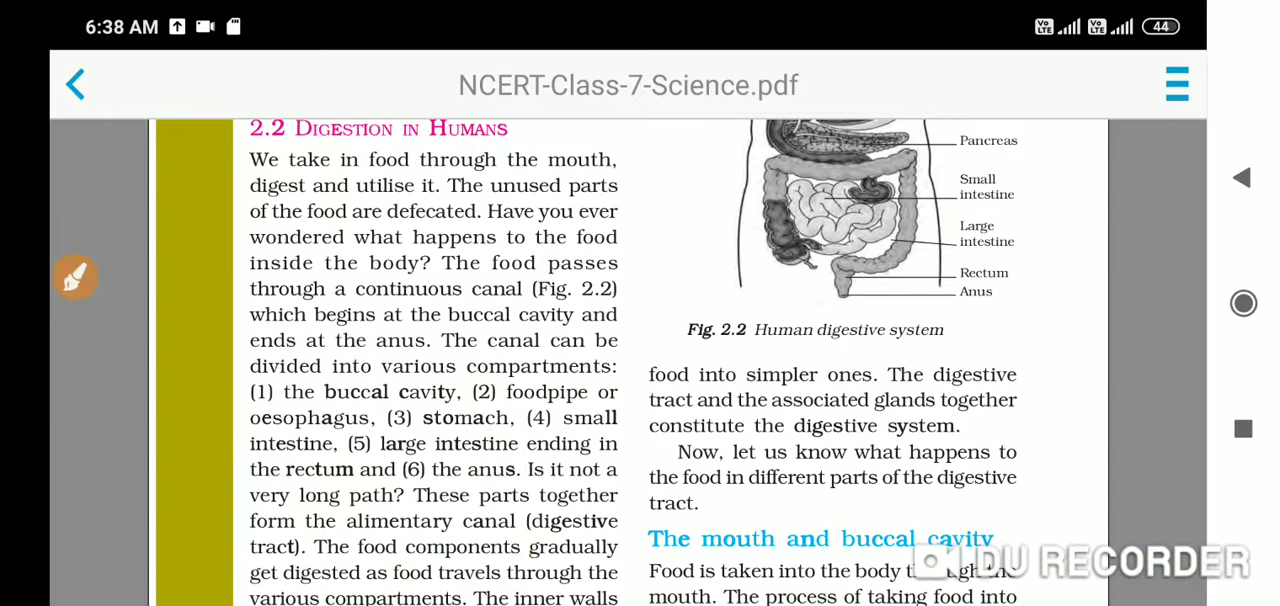 6:38 AM
Vo LTE
Vo LTE
44
NCERT-Class-7-Science.pdf
2.2 DIGESTION IN HUMANS
We take in food through the mouth,
digest and utilise it. The unused parts
of the food are defecated. Have you ever
wondered what happens to the food
inside the body? The food passes
through a continuous canal (Fig. 2.2)
which begins at the buccal cavity and
ends at the anus. The canal can be
divided into various compartments:
(1) the buccal cavity, (2) foodpipe or
oesophagus, (3) stomach, (4) small
intestine, (5) large intestine ending in
the rectum and (6) the anus. Is it not a
very long path? These parts together
form the alimentary canal (digestive
tract). The food components gradually
get digested as food travels through the
various compartments. The inner walls
Pancreas
Small
intestine
Large
intestine
Rectum
Anus
Fig. 2.2 Human digestive system
food into simpler ones. The digestive
tract and the associated glands together
constitute the digestive system.
Now, let us know what happens to
the food in different parts of the digestive
tract.
The mouth and buccal cavity
Food is taken into the body through the
mouth. The process of taking food into
DU RECORDER